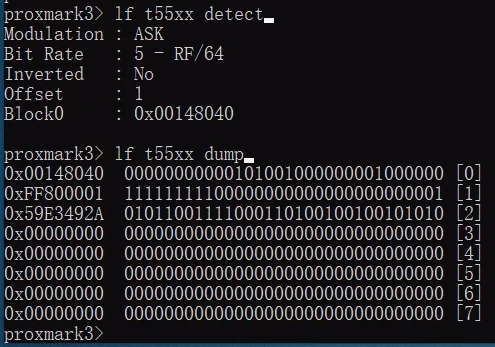 proxmark3> lf t55xx detect
Modulation : ASK
Bit Rate : 5 - RF/64
Inverted : No
Offset : 1
Block0 : 0x00148040
proxmark3> lf t55xx dump
0x00148040 00000000000101001000000001000000 [0]
0xFF800001 11111111100000000000000000000001 [1]
0x59E3492A 01011001111000110100100100101010 [2]
0x00000000 00000000000000000000000000000000 [3]
0x00000000 00000000000000000000000000000000 [4]
0x00000000 00000000000000000000000000000000 [5]
0x00000000 00000000000000000000000000000000 [6]
0x00000000 00000000000000000000000000000000 [7]
proxmark3>